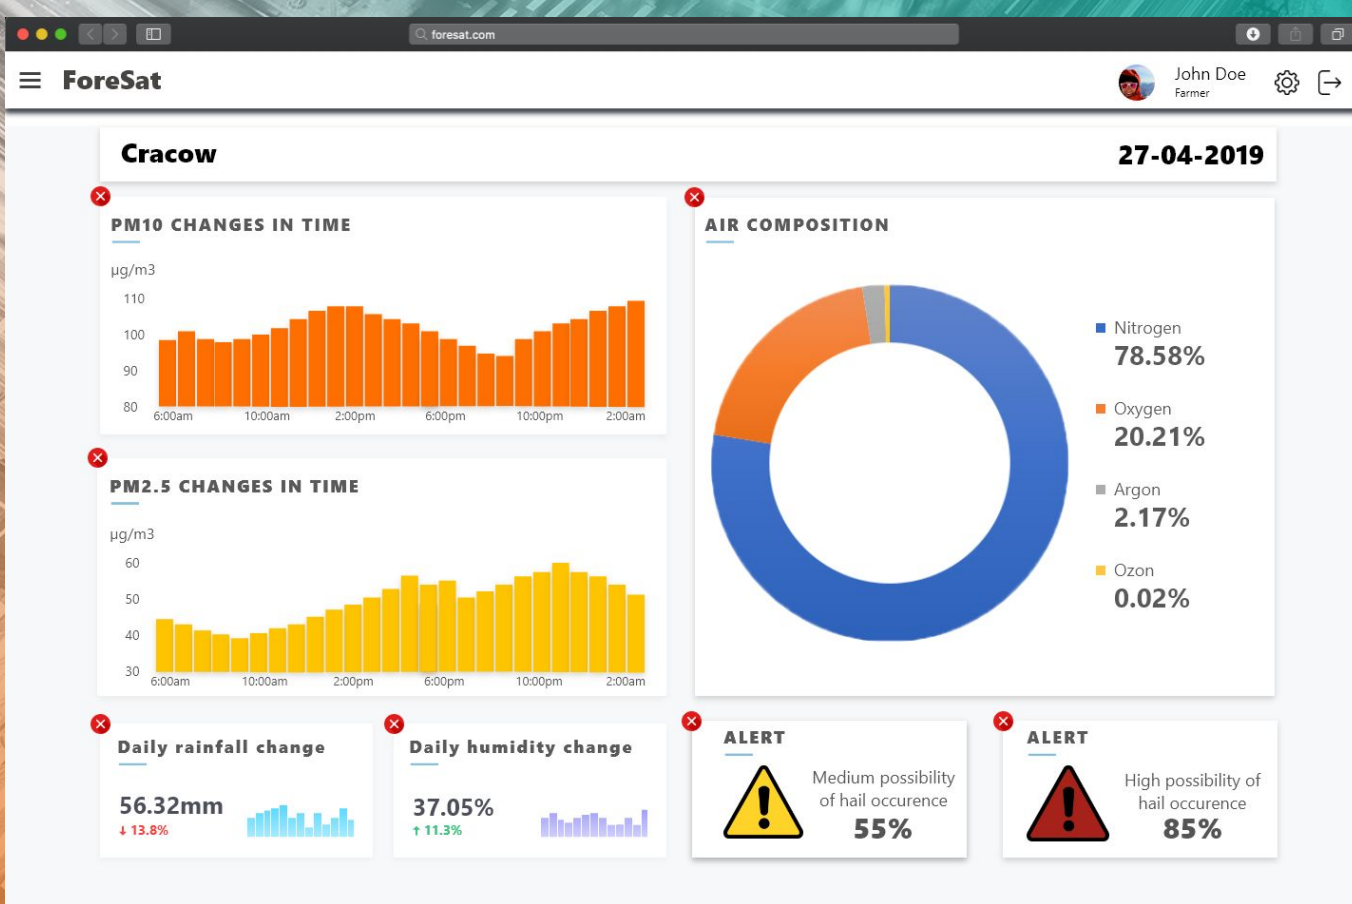 foresat.com
ForeSat
John Doe
Farmer
Cracow
27-04-2019
PM10 CHANGES IN TIME
µg/m3
110
100
90
80
6:00am 10:00am 2:00pm 6:00pm 10:00pm 2:00am
PM2.5 CHANGES IN TIME
µg/m3
60
50
40
30
6:00am 10:00am 2:00pm 6:00pm 10:00pm 2:00am
AIR COMPOSITION
Nitrogen
78.58%
Oxygen
20.21%
Argon
2.17%
Ozon
0.02%
Daily rainfall change
56.32mm
↓ 13.8%
Daily humidity change
37.05%
↑ 11.3%
ALERT
Medium possibility
of hail occurence
55%
ALERT
High possibility of
hail occurence
85%